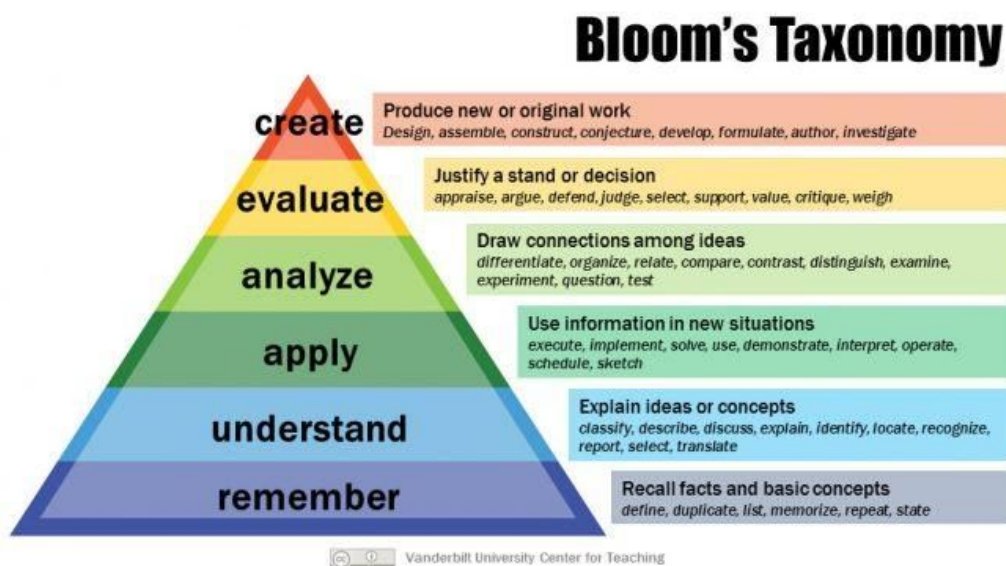 Bloom's Taxonomy
create
Produce new or original work
Design, assemble, construct, conjecture, develop, formulate, author, investigate
evaluate
Justify a stand or decision
appraise, argue, defend, judge, select, support, value, critique, weigh
analyze
Draw connections among ideas
differentiate, organize, relate, compare, contrast, distinguish, examine,
experiment, question, test
apply
Use information in new situations
execute, implement, solve, use, demonstrate, interpret, operate,
schedule, sketch
understand
Explain ideas or concepts
classify, describe, discuss, explain, identify, locate, recognize,
report, select, translate
remember
Recall facts and basic concepts
define, duplicate, list, memorize, repeat, state
cc
Vanderbilt University Center for Teaching